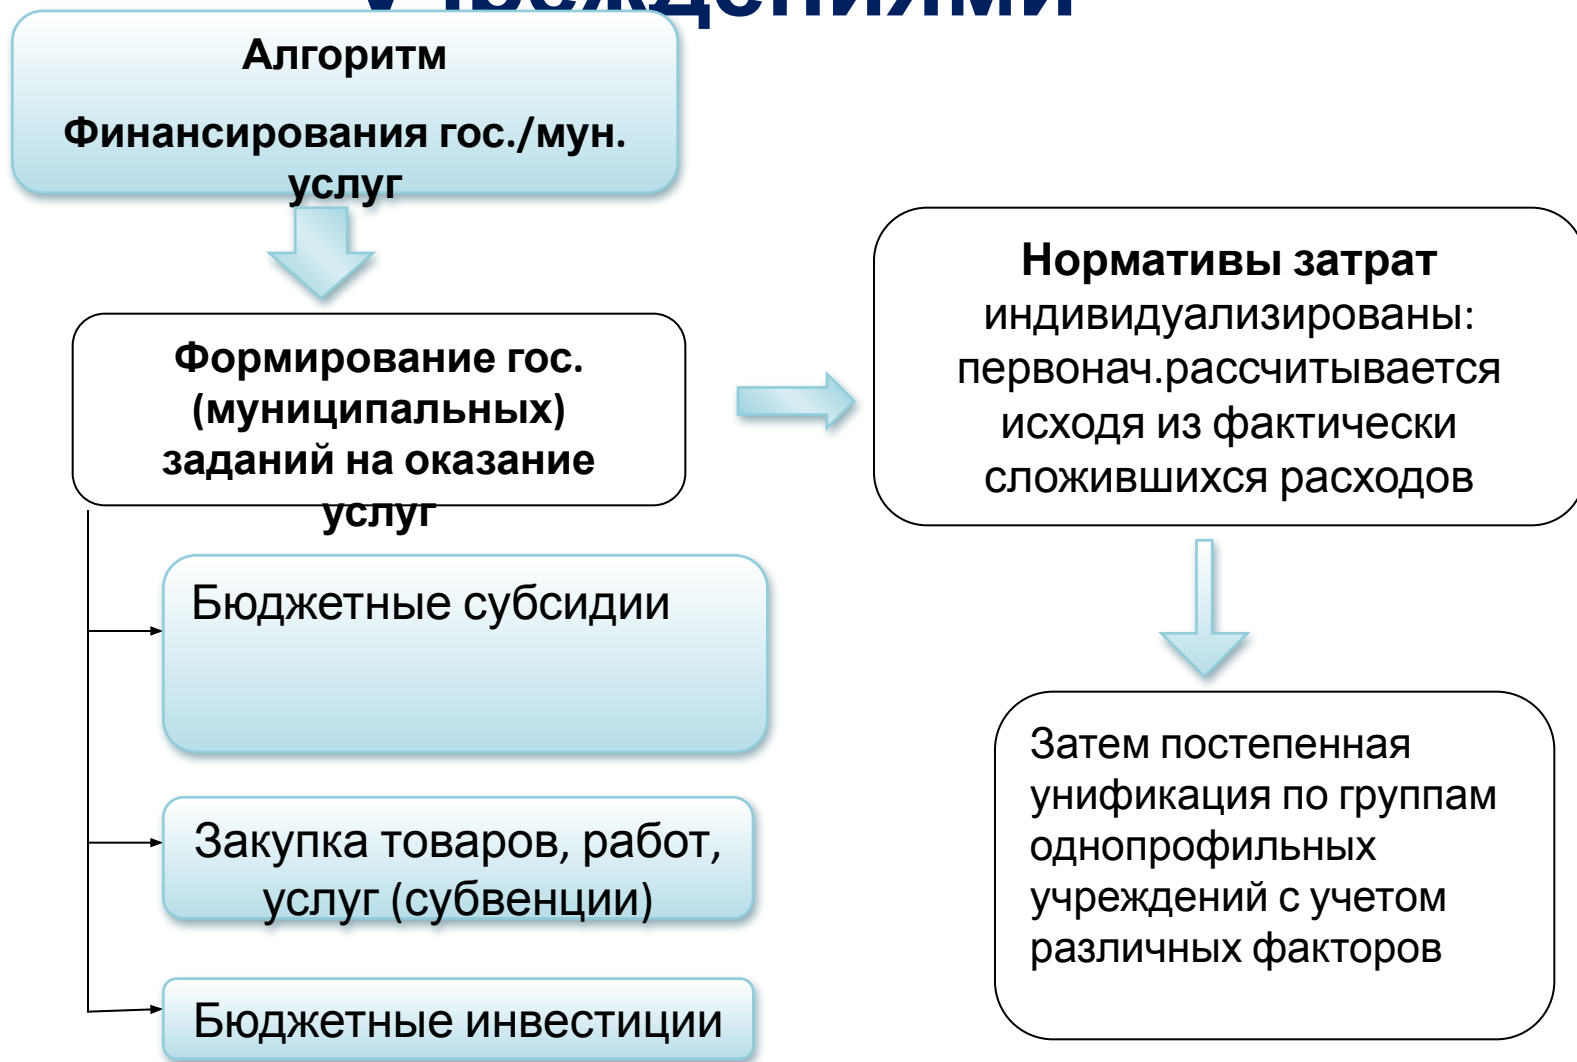 учреждениями
Алгоритм
Финансирования гос./мун.
услуг
Формирование гос.
(муниципальных)
заданий на оказание
услуг
Нормативы затрат
индивидуализированы:
первонач.рассчитывается
исходя из фактически
сложившихся расходов
Бюджетные субсидии
Закупка товаров, работ,
услуг (субвенции)
Бюджетные инвестиции
Затем постепенная
унификация по группам
однопрофильных
учреждений с учетом
различных факторов